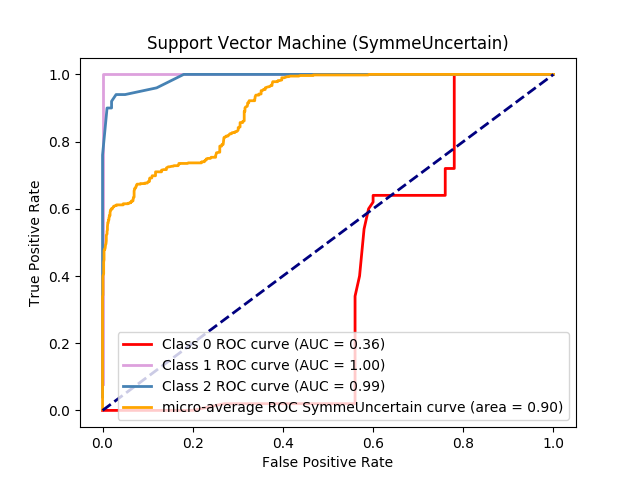 Support Vector Machine (SymmeUncertain)
True Positive Rate
1.0
0.8
0.6
0.4
0.2
0.0
Class 0 ROC curve (AUC = 0.36)
Class 1 ROC curve (AUC = 1.00)
Class 2 ROC curve (AUC = 0.99)
micro-average ROC SymmeUncertain curve (area = 0.90)
0.0 0.2 0.4 0.6 0.8 1.0
False Positive Rate